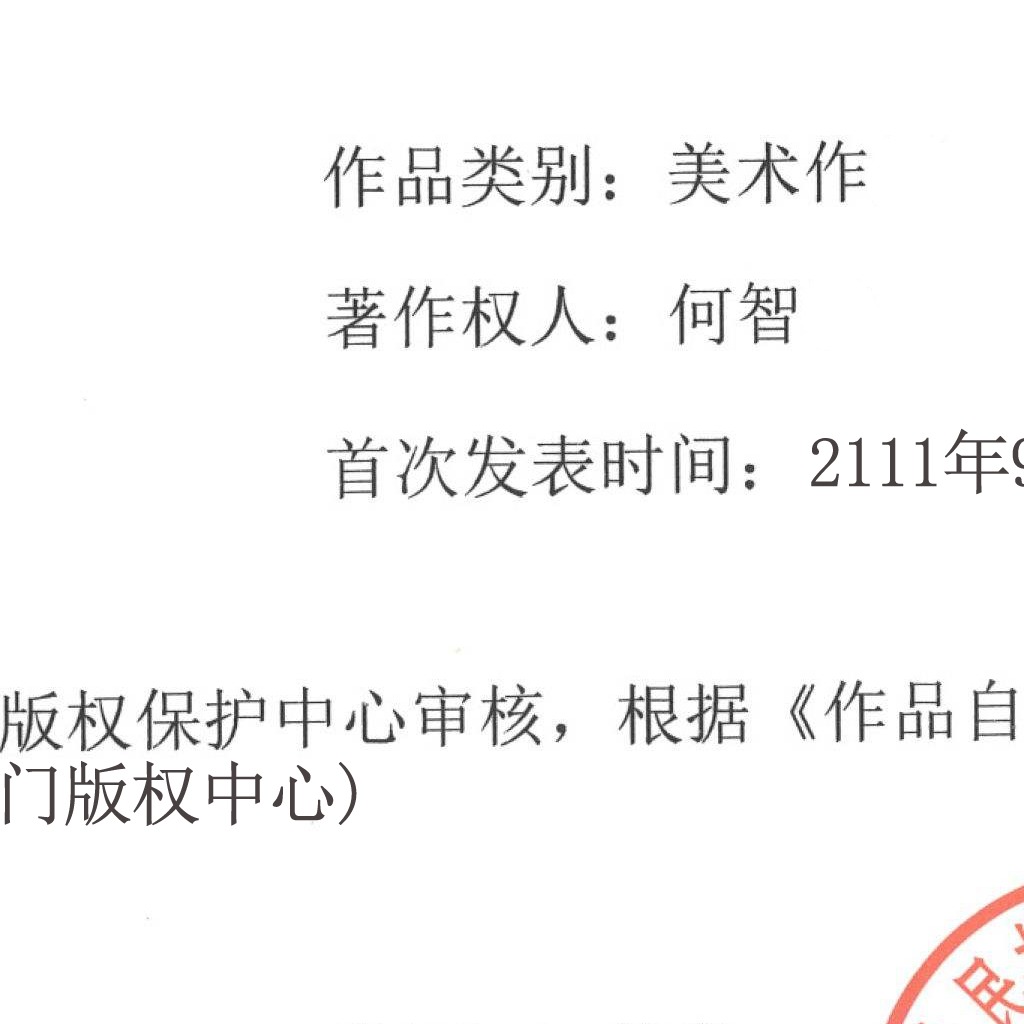 作品类别：美术作
著作权人：何智
首次发表时间：2111年9
版权保护中心审核，根据《作品自
门版权中心)